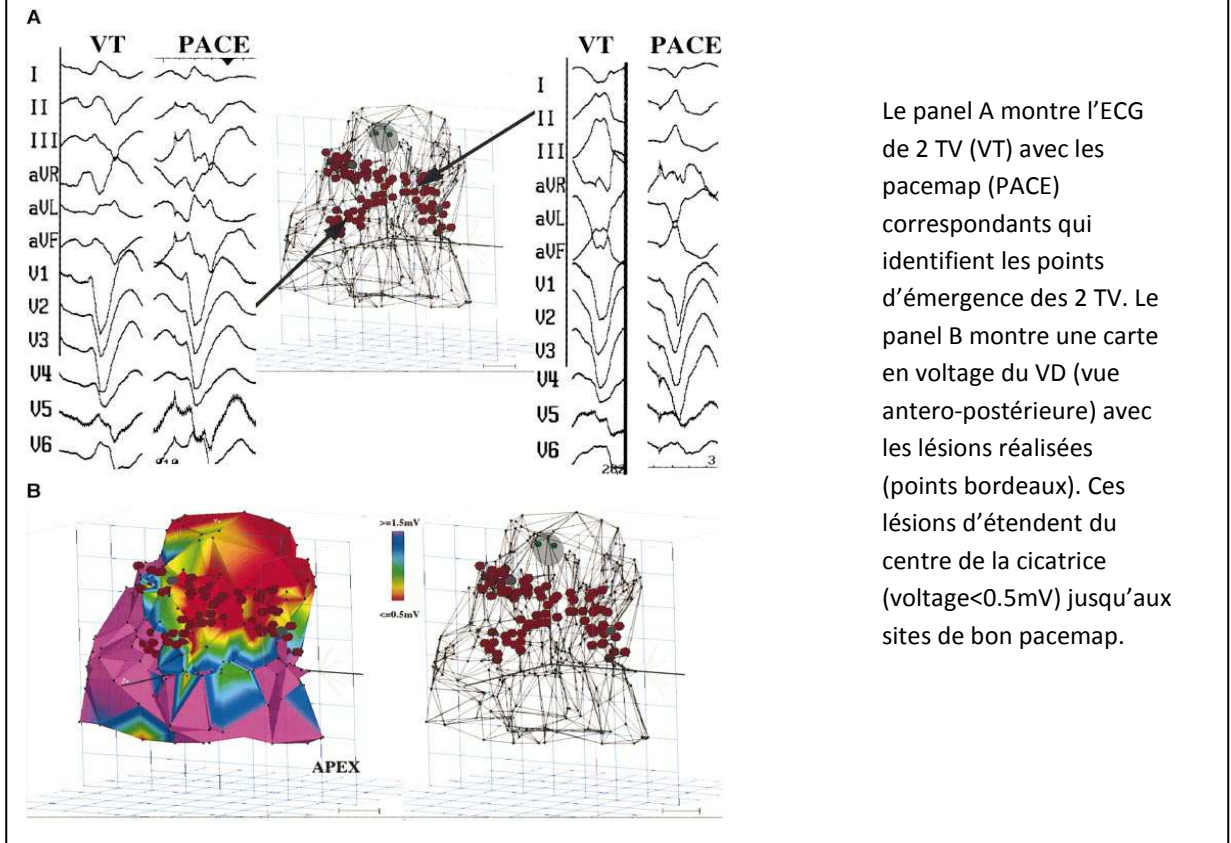 A
VT PACE
I
II
III
aVR
aVL
aVF
V1
V2
V3
V4
V5
V6
VT PACE
I
II
III
aVR
aVL
aVF
V1
V2
V3
V4
V5
V6
3
Le panel A montre l’ECG
de 2 TV (VT) avec les
pacemap (PACE)
correspondants qui
identifient les points
d’émergence des 2 TV. Le
panel B montre une carte
en voltage du VD (vue
antero-postérieure) avec
les lésions réalisées
(points bordeaux). Ces
lésions d’étendent du
centre de la cicatrice
(voltage<0.5mV) jusqu’aux
sites de bon pacemap.
B
>=1.5mV
<=0.5mV
APEX